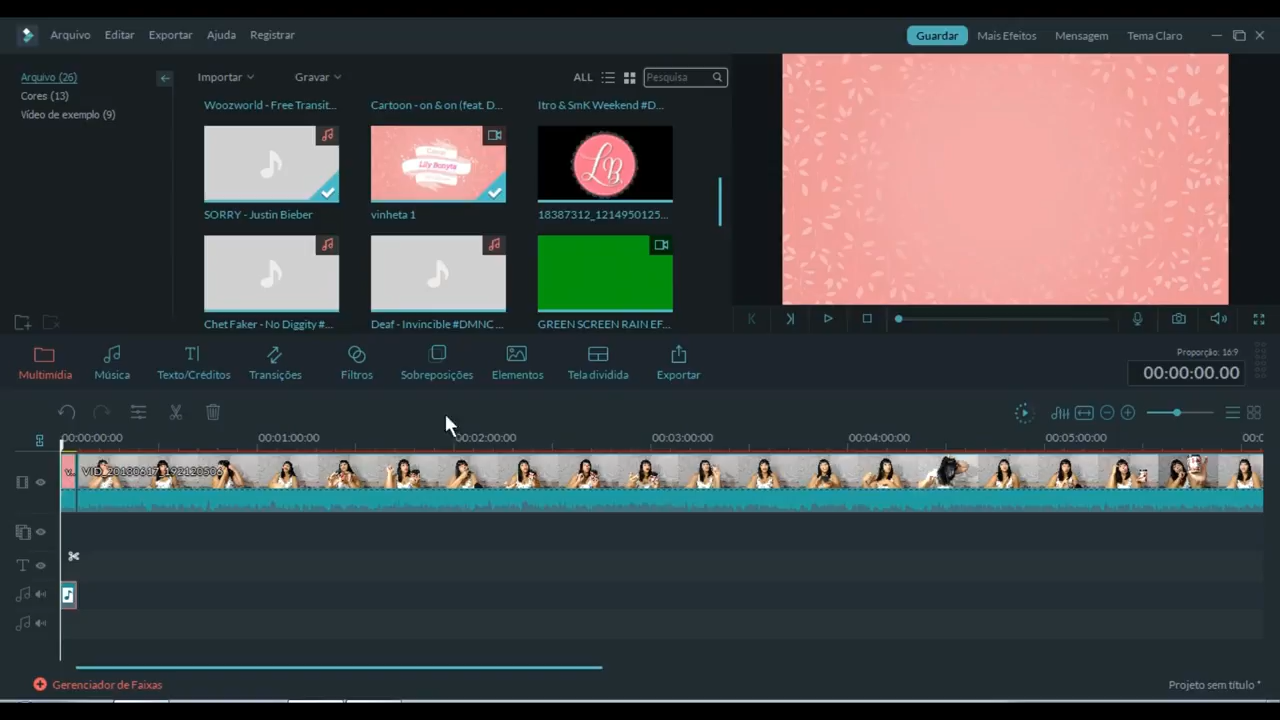 Arquivo Editar Exportar Ajuda Registrar
Guardar Mais Efeitos Mensagem Tema Claro
Arquivo (26)
Cores (13)
Vídeo de exemplo (9)
Importar Gravar ALL Pesquisa
Woozworld - Free Transit... Cartoon - on & on (feat. D... Itro & SmK Weekend #D...
Lily Bonyta
LB
SORRY - Justin Bieber vinheta 1 18387312_1214950125...
Chet Faker - No Diggity #... Deaf - Invincible #DMNC ... GREEN SCREEN RAIN EF...
Multimídia Música Texto/Créditos Transições Filtros Sobreposições Elementos Tela dividida Exportar
Proporção: 16:9
00:00:00.00
00:00:00:00 00:01:00:00 00:02:00:00 00:03:00:00 00:04:00:00 00:05:00:00 00:0
v... VID_20180617_192120506
T
Gerenciador de Faixas
Projeto sem título *